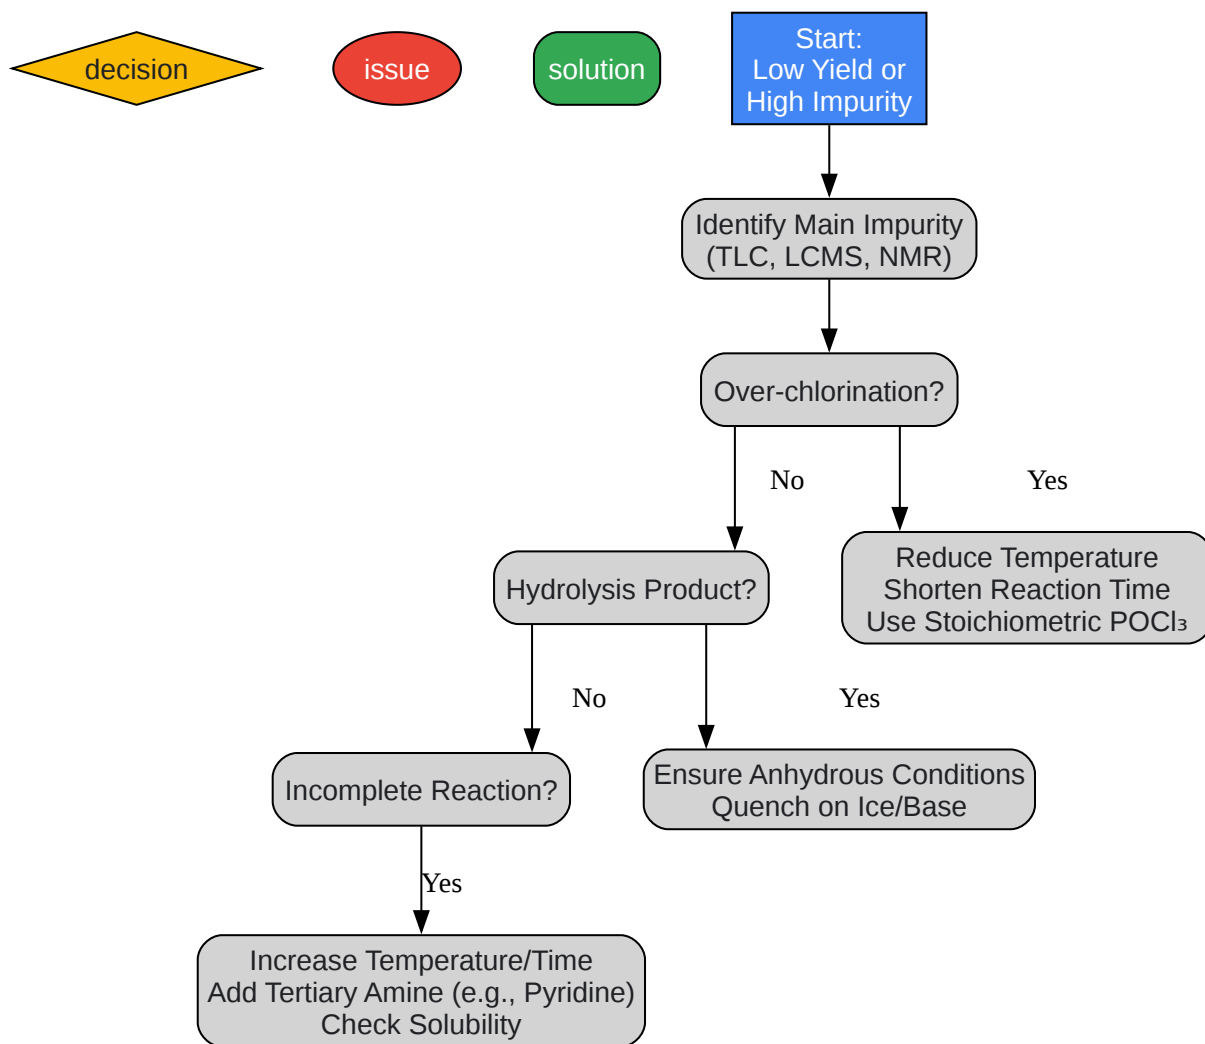 decision
issue
solution
Start:
Low Yield or
High Impurity
Identify Main Impurity
(TLC, LCMS, NMR)
Over-chlorination?
No
Yes
Reduce Temperature
Shorten Reaction Time
Use Stoichiometric POCl₃
Hydrolysis Product?
No
Yes
Ensure Anhydrous Conditions
Quench on Ice/Base
Incomplete Reaction?
Yes
Increase Temperature/Time
Add Tertiary Amine (e.g., Pyridine)
Check Solubility